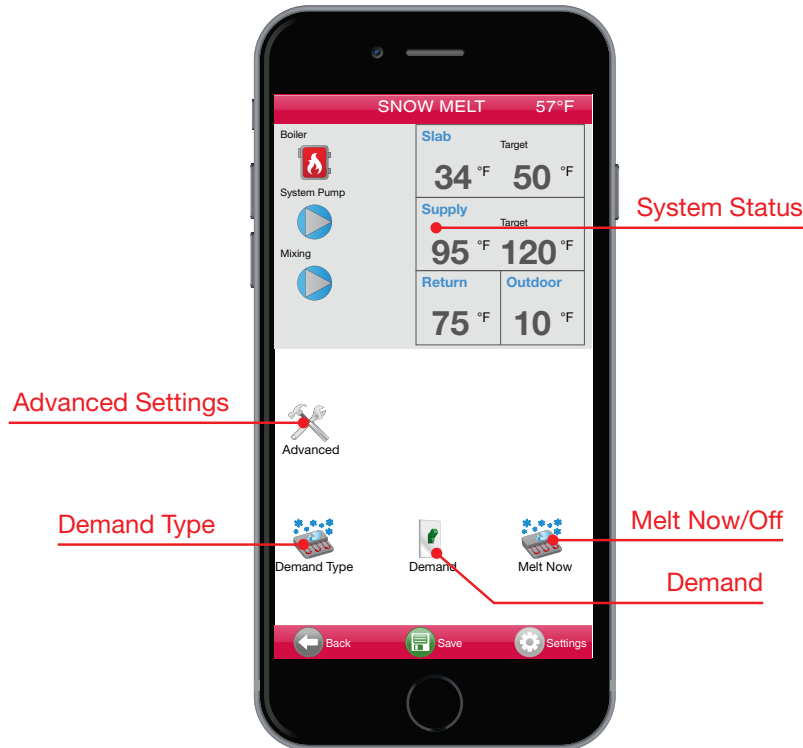 SNOW MELT 57°F
Boiler
System Pump
Mixing
Slab Target
34 °F 50 °F
Supply Target
95 °F 120 °F
Return Outdoor
75 °F 10 °F
System Status
Advanced Settings
Advanced
Demand Type
Melt Now/Off
Demand
Demand Type Demand Melt Now
Back Save Settings